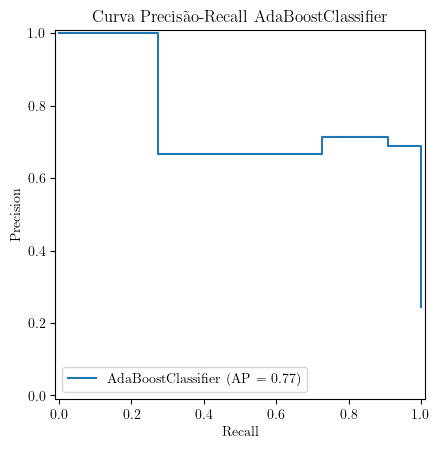 Curva Precisão-Recall AdaBoostClassifier
1.0
0.8
0.6
0.4
0.2
0.0
Precision
AdaBoostClassifier (AP = 0.77)
0.0 0.2 0.4 0.6 0.8 1.0
Recall